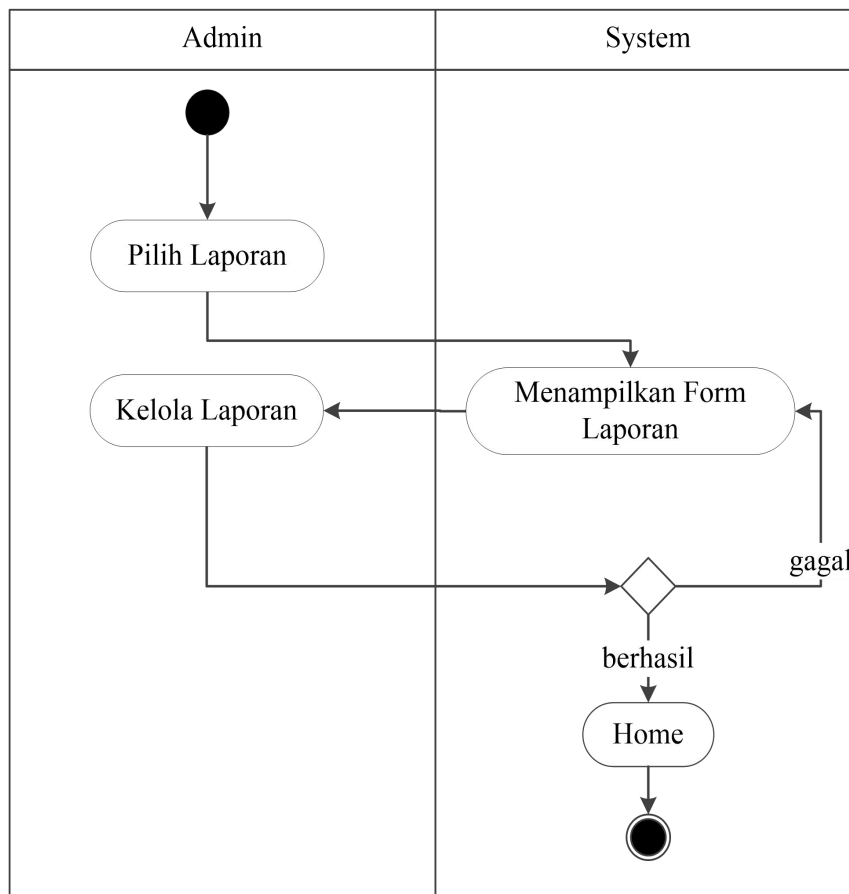 Admin
System
Pilih Laporan
Menampilkan Form
Laporan
Kelola Laporan
gagal
berhasil
Home